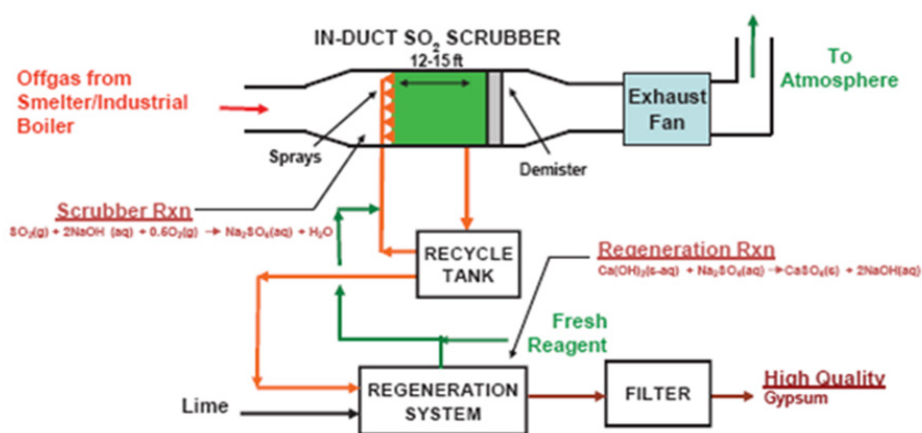 IN-DUCT SO₂ SCRUBBER
12-15 ft
Offgas from
Smelter/Industrial
Boiler
Sprays
Demister
Exhaust
Fan
To
Atmosphere
Scrubber Rxn
SO₂(g) + 2NaOH (aq) + 0.5O₂(g) → Na₂SO₄(aq) + H₂O
RECYCLE
TANK
Regeneration Rxn
Ca(OH)₂(s-aq) + Na₂SO₄(aq)→CaSO₄(s) + 2NaOH(aq)
Fresh
Reagent
Lime
REGENERATION
SYSTEM
FILTER
High Quality
Gypsum